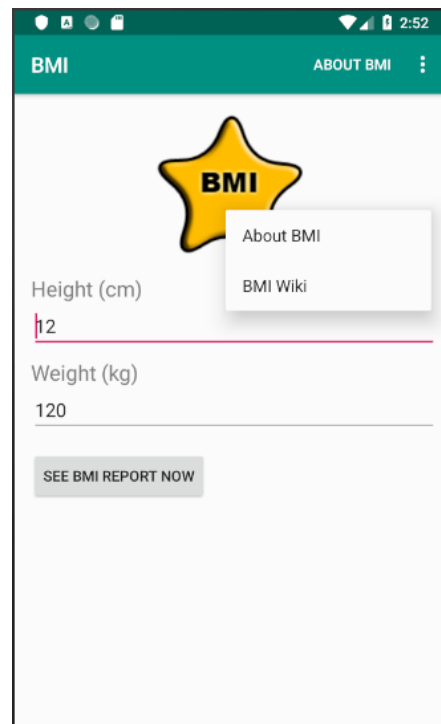 2:52
BMI ABOUT BMI
BMI
About BMI
BMI Wiki
Height (cm)
12
Weight (kg)
120
SEE BMI REPORT NOW